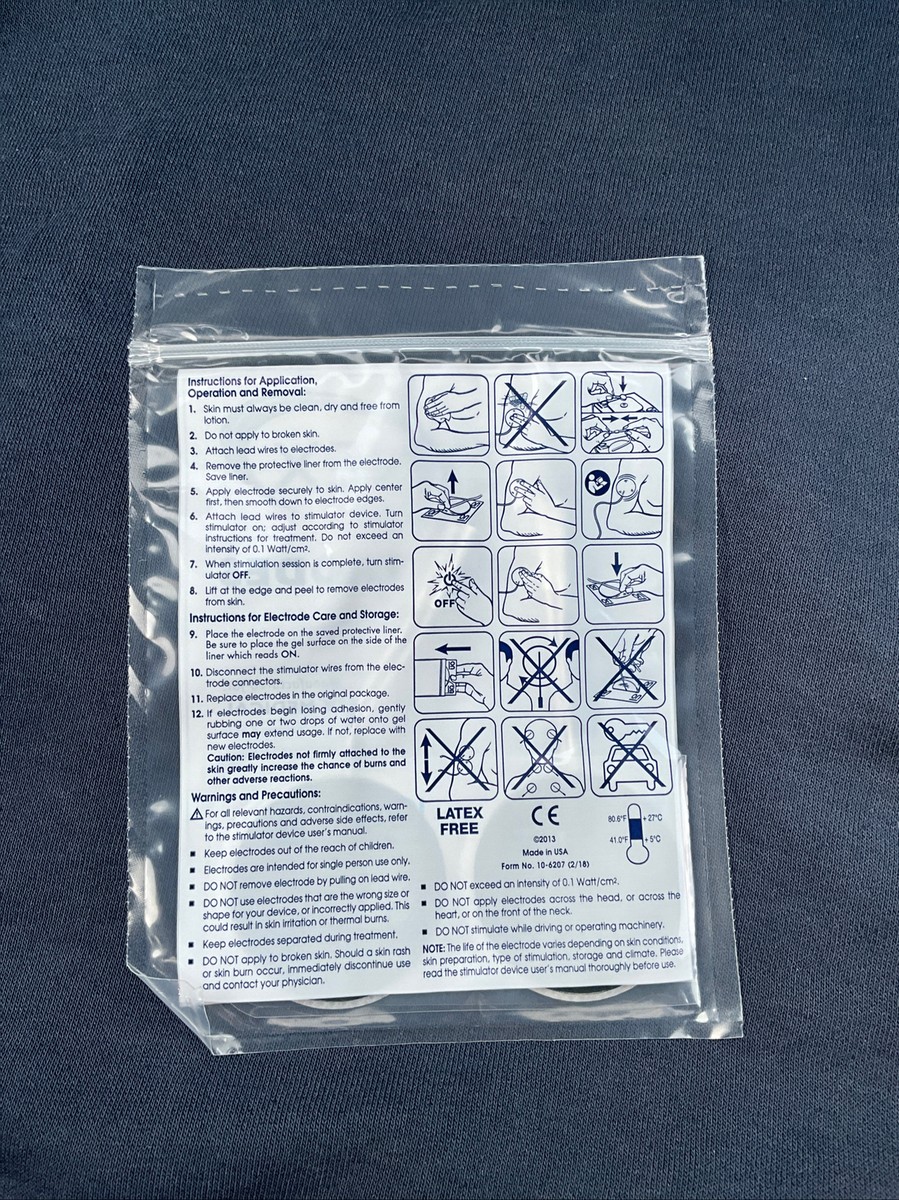 Instructions for Application,
Operation and Removal:
1. Skin must always be clean, dry and free from
lotion.
2. Do not apply to broken skin.
3. Attach lead wires to electrodes.
4. Remove the protective liner from the electrode.
Save liner.
5. Apply electrode securely to skin. Apply center
first, then smooth down to electrode edges.
6. Attach lead wires to stimulator device. Turn
stimulator on; adjust according to stimulator
instructions for treatment. Do not exceed an
intensity of 0.1 Watt/cm².
7. When stimulation session is complete, turn stim-
ulator OFF.
8. Lift at the edge and peel to remove electrodes
from skin.
Instructions for Electrode Care and Storage:
9. Place the electrode on the saved protective liner.
Be sure to place the gel surface on the side of the
liner which reads ON.
10. Disconnect the stimulator wires from the elec-
trode connectors.
11. Replace electrodes in the original package.
12. If electrodes begin losing adhesion, gently
rubbing one or two drops of water onto gel
surface may extend usage. If not, replace with
new electrodes.
Caution: Electrodes not firmly attached to the
skin greatly increase the chance of burns and
other adverse reactions.
Warnings and Precautions:
For all relevant hazards, contraindications, warn-
ings, precautions and adverse side effects, refer
to the stimulator device user's manual.
▪ Keep electrodes out of the reach of children.
▪ Electrodes are intended for single person use only.
▪ DO NOT remove electrode by pulling on lead wire.
▪ DO NOT use electrodes that are the wrong size or
shape for your device, or incorrectly applied. This
could result in skin irritation or thermal burns.
▪ Keep electrodes separated during treatment.
▪ DO NOT apply to broken skin. Should a skin rash
or skin burn occur, immediately discontinue use
and contact your physician.
OFF
LATEX
FREE
CE
©2013
Made in USA
Form No. 10-6207 (2/18)
80.6°F +27°C
41.0°F +5°C
▪ DO NOT exceed an intensity of 0.1 Watt/cm².
▪ DO NOT apply electrodes across the head, or across the
heart, or on the front of the neck.
▪ DO NOT stimulate while driving or operating machinery.
NOTE: The life of the electrode varies depending on skin conditions,
skin preparation, type of stimulation, storage and climate. Please
read the stimulator device user's manual thoroughly before use.